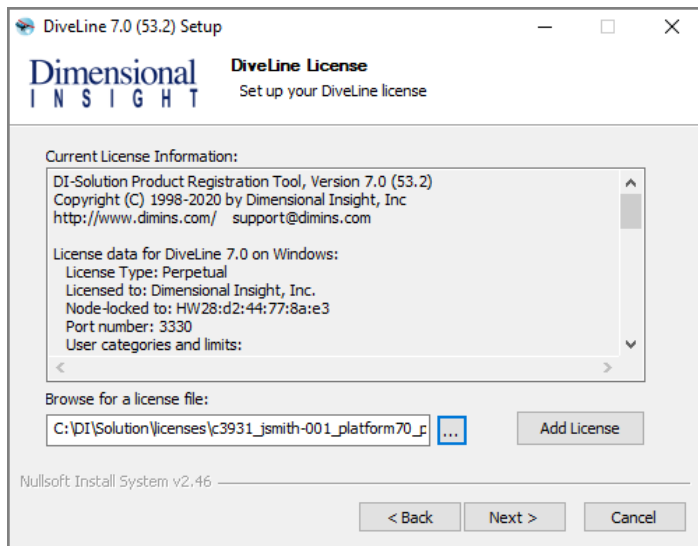 DiveLine 7.0 (53.2) Setup
Dimensional
INSIGHT
DiveLine License
Set up your DiveLine license
Current License Information:
DI-Solution Product Registration Tool, Version 7.0 (53.2)
Copyright (C) 1998-2020 by Dimensional Insight, Inc
http://www.dimins.com/ support@dimins.com
License data for DiveLine 7.0 on Windows:
License Type: Perpetual
Licensed to: Dimensional Insight, Inc.
Node-locked to: HW28:d2:44:77:8a:e3
Port number: 3330
User categories and limits:
Browse for a license file:
C:\DI\Solution\licenses\c3931_jsmith-001_platform70_p
...
Add License
Nullsoft Install System v2.46
< Back
Next >
Cancel